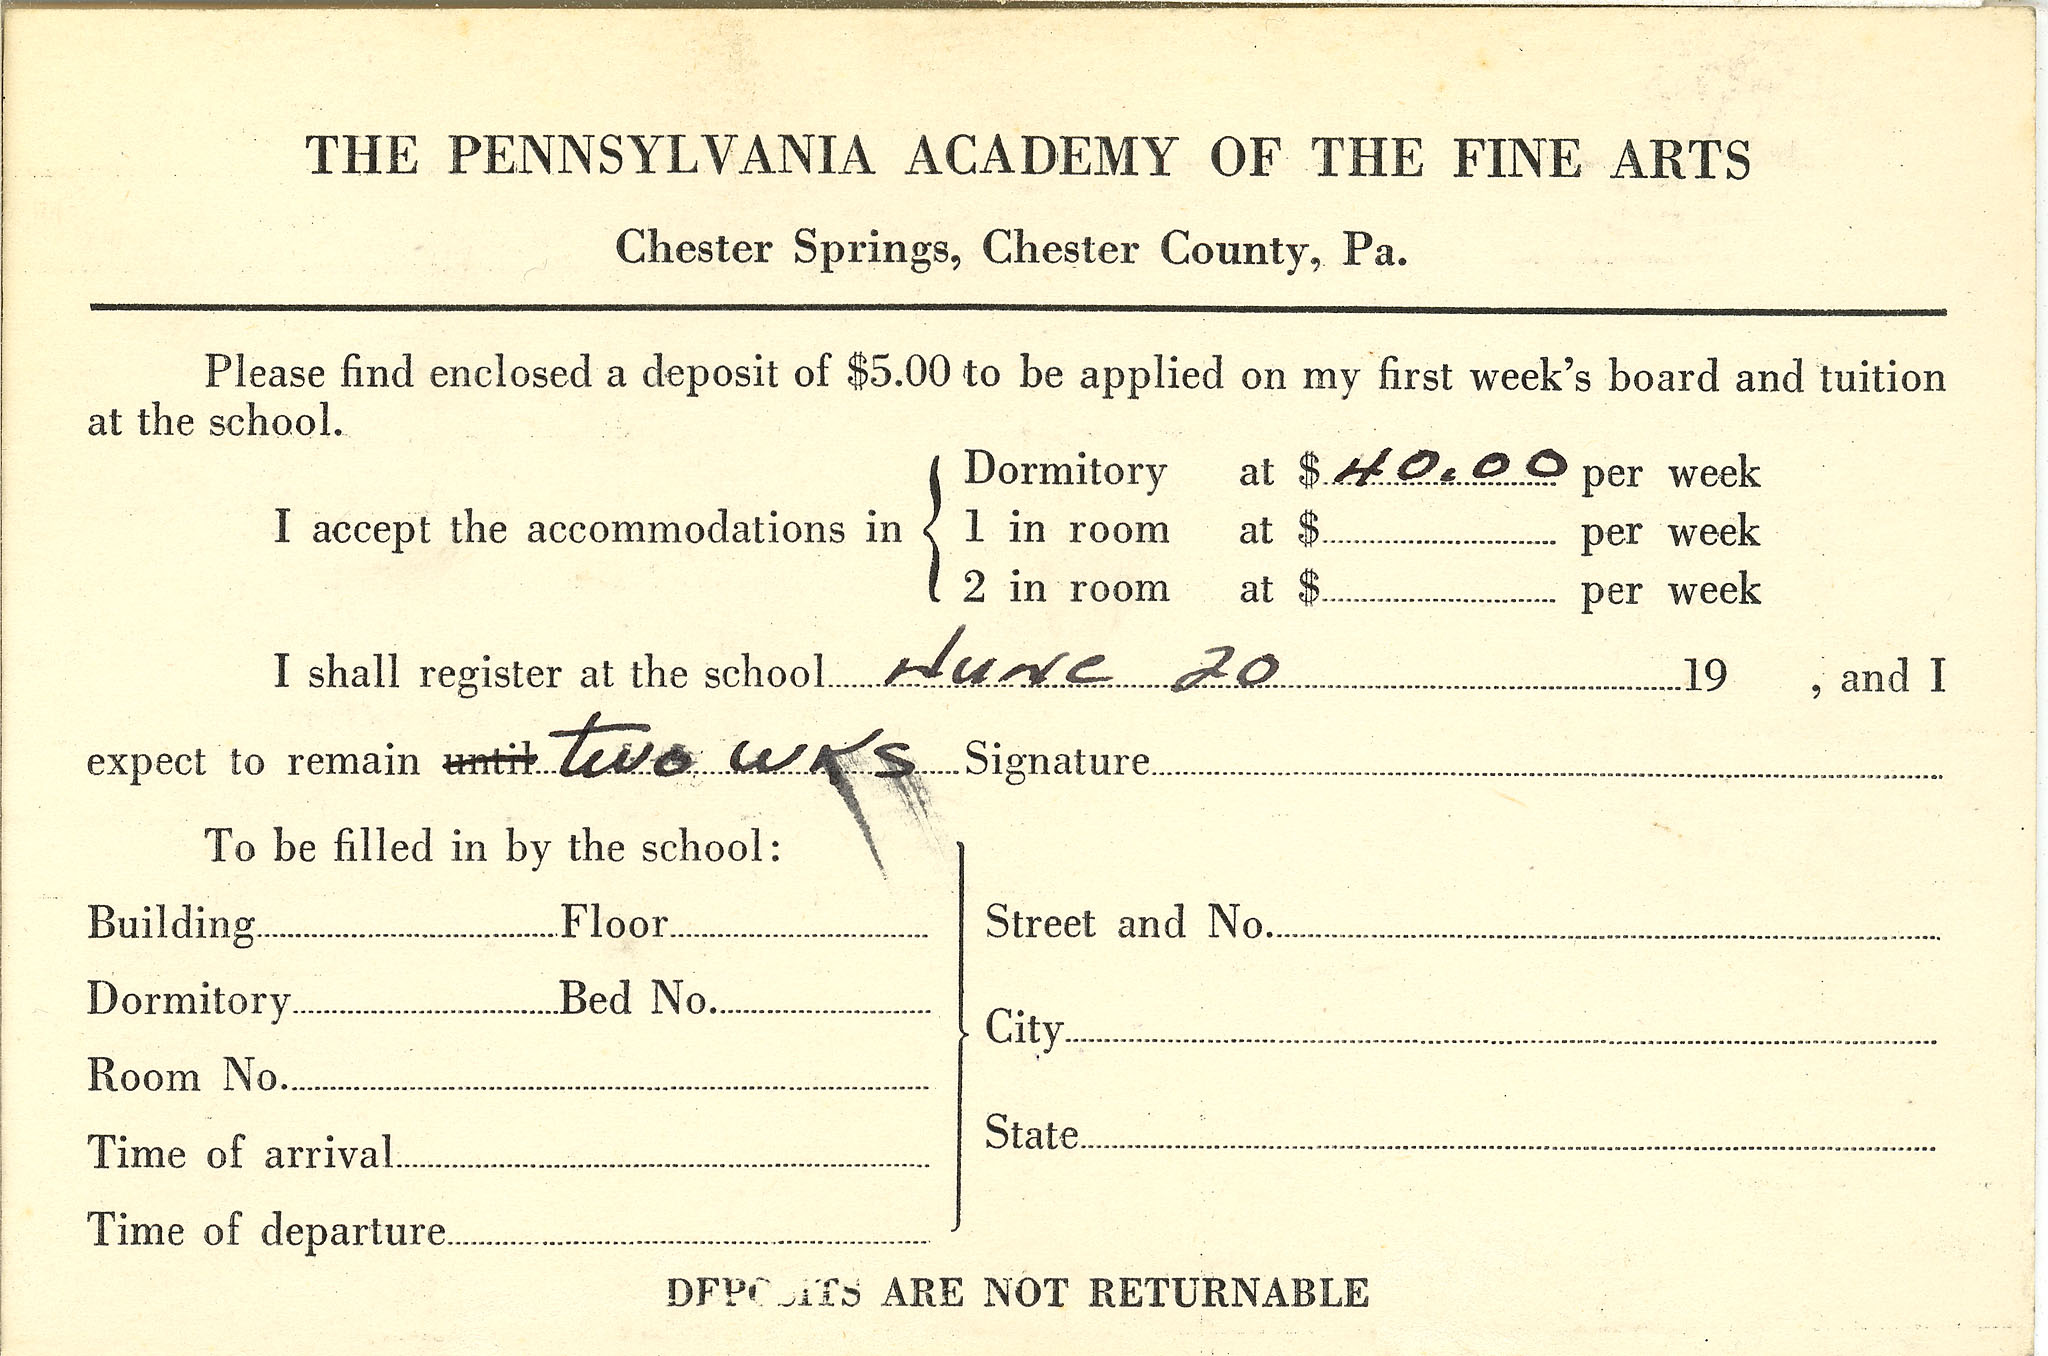 THE PENNSYLVANIA ACADEMY OF THE FINE ARTS
Chester Springs, Chester County, Pa.
Please find enclosed a deposit of $5.00 to be applied on my first week's board and tuition
at the school.
I accept the accommodations in
Dormitory at $ 40.00 per week
1 in room at $ per week
2 in room at $ per week
I shall register at the school June 20 19 , and I
expect to remain until two wks Signature
To be filled in by the school:
Building Floor
Dormitory Bed No.
Room No.
Time of arrival
Time of departure
Street and No.
City
State
DEPOSITS ARE NOT RETURNABLE